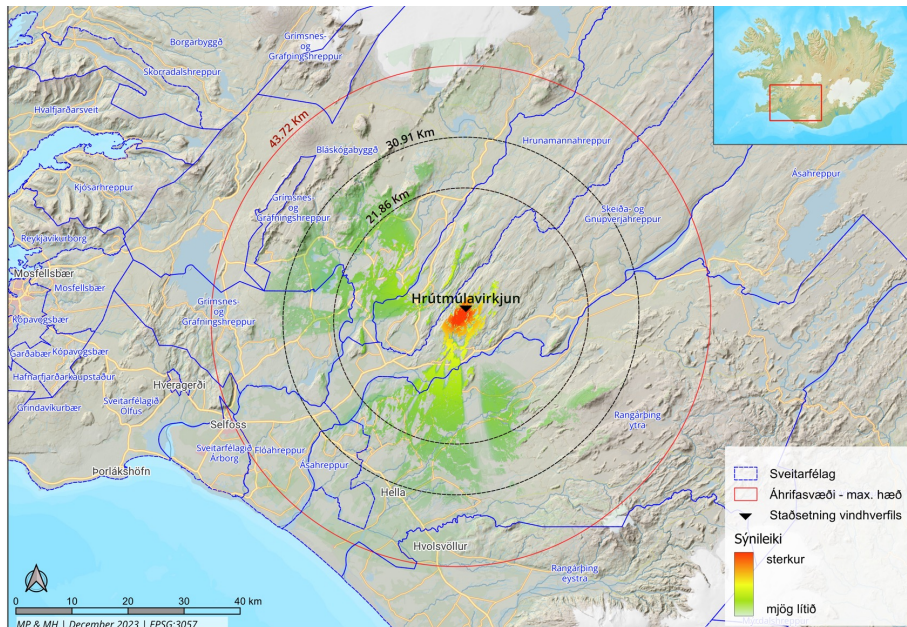 Borgarbyggð
Grímsnes-
og
Grafningshreppur
Skorradalshreppur
Hvalfjarðarsveit
43.72 Km
30.91 Km
Bláskógabyggð
Hrunamannahreppur
Ásahreppur
Kjósarhreppur
Grímsnes
og
Grafningshreppur
21.86 Km
Skeiða- og
Gnúpverjahreppur
Reykjavíkurborg
Mosfellsbær
Mosfellsbær
Hrútmúlavirkjun
Grímsnes
og
Grafningshreppur
Kópavogsbær
Garðabær
Kópavogsbær
Hafnarfjarðarkaupstaður
Hveragerði
Grindavíkurbær
Sveitarfélagið
Ölfus
Selfoss
Rangárþing
ytra
Sveitarfélagið
Árborg
Flóahreppur
Ásahreppur
Þorlákshöfn
Hella
Hvolsvöllur
Rangárþing
eystra
Mýrdalshreppur
Sveitarfélag
Áhrifasvæði - max. hæð
Staðsetning vindhverfils
Sýnileiki
sterkur
mjög lítið
0 10 20 30 40 km
MP & MH | December 2023 | EPSG:3057